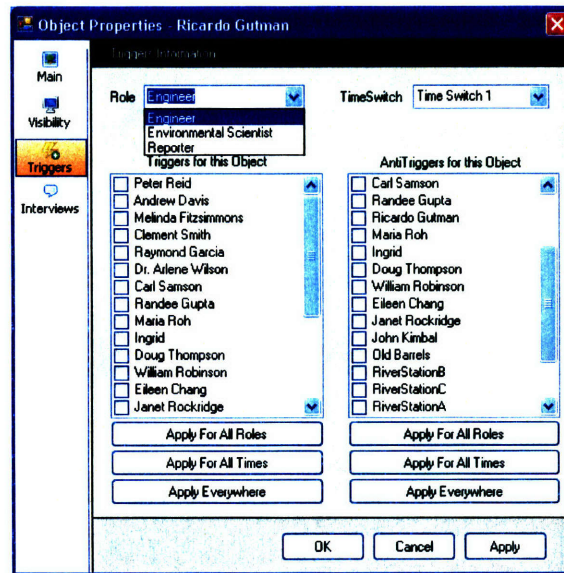 Object Properties - Ricardo Gutman
Triggers Information
Main
Visibility
Triggers
Interviews
Role
Engineer
TimeSwitch
Time Switch 1
Engineer
Environmental Scientist
Reporter
Triggers for this Object
Peter Reid
Andrew Davis
Melinda Fitzsimmons
Clement Smith
Raymond Garcia
Dr. Arlene Wilson
Carl Samson
Randee Gupta
Maria Roh
Ingrid
Doug Thompson
William Robinson
Eileen Chang
Janet Rockridge
Apply For All Roles
Apply For All Times
Apply Everywhere
AntiTriggers for this Object
Carl Samson
Randee Gupta
Ricardo Gutman
Maria Roh
Ingrid
Doug Thompson
William Robinson
Eileen Chang
Janet Rockridge
John Kimbal
Old Barrels
RiverStationB
RiverStationC
RiverStationA
Apply For All Roles
Apply For All Times
Apply Everywhere
OK
Cancel
Apply